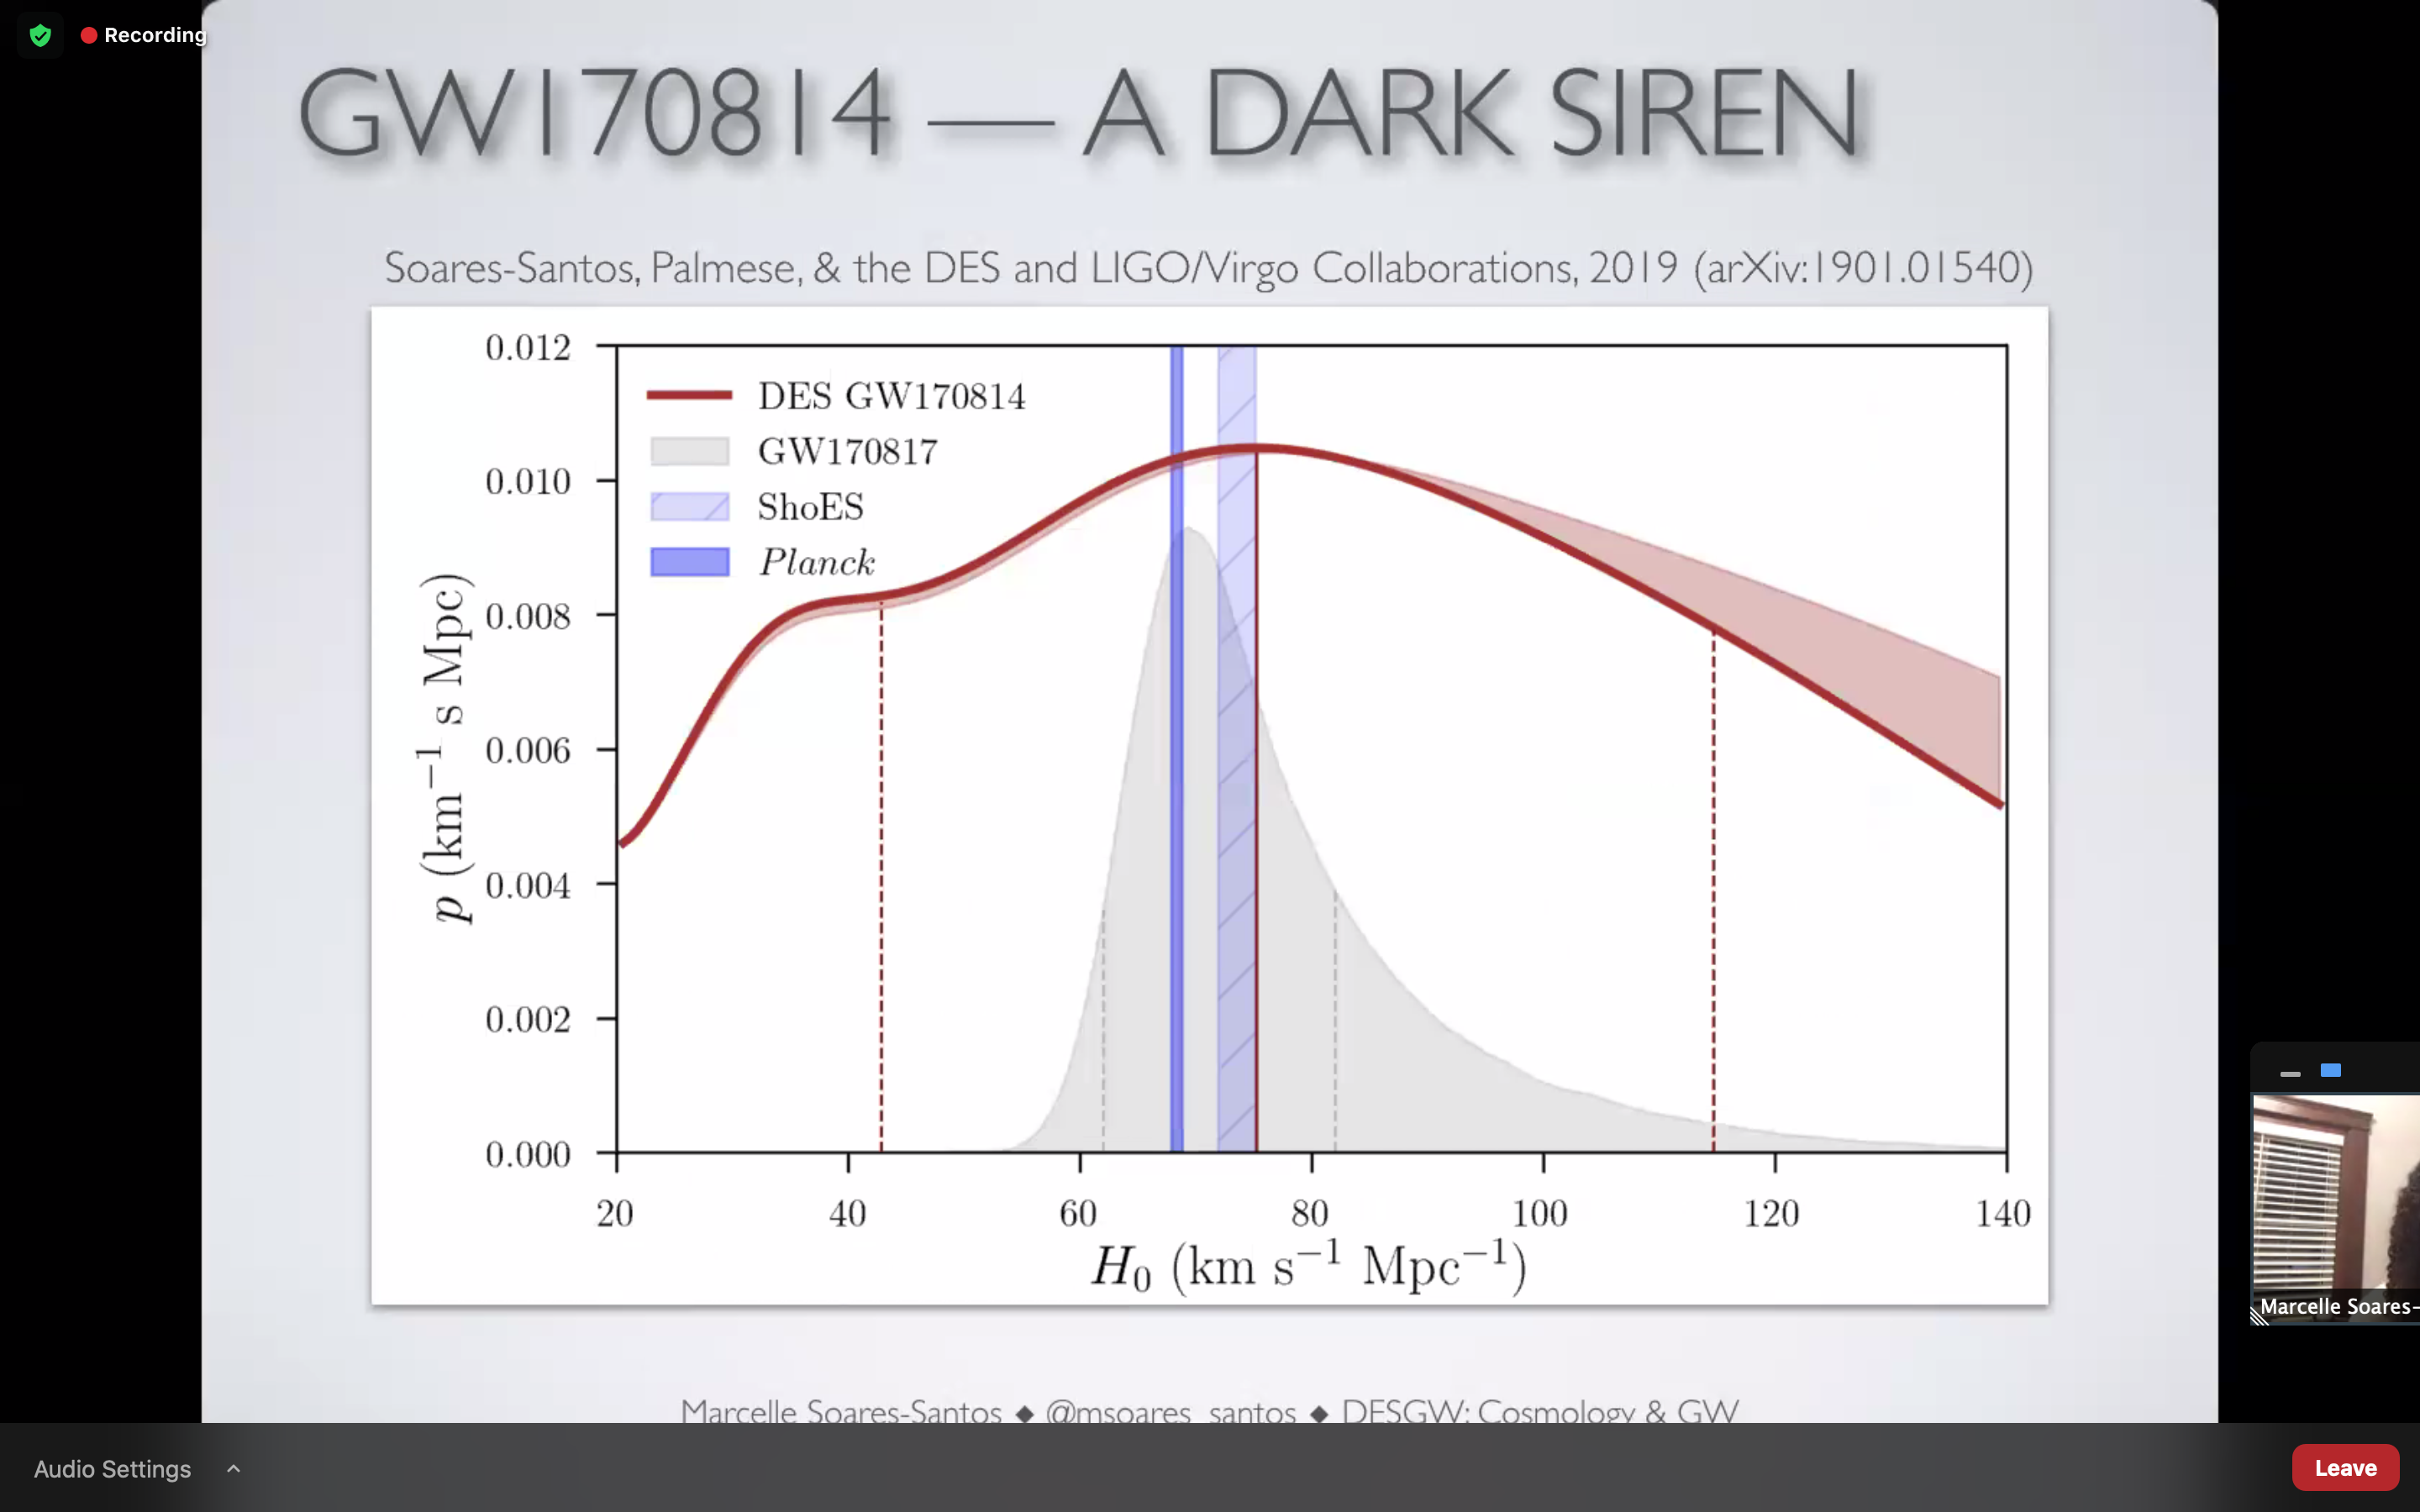 Recording
GW170814 — A DARK SIREN
Soares-Santos, Palmese, & the DES and LIGO/Virgo Collaborations, 2019 (arXiv:1901.01540)
0.012
0.010
0.008
0.006
0.004
0.002
0.000
p (km⁻¹ s Mpc)
DES GW170814
GW170817
ShoES
Planck
20 40 60 80 100 120 140
H₀ (km s⁻¹ Mpc⁻¹)
Marcelle Soares-
Marcelle Soares-Santos ◆ @msoares_santos ◆ DESGW: Cosmology & GW
Audio Settings
Leave